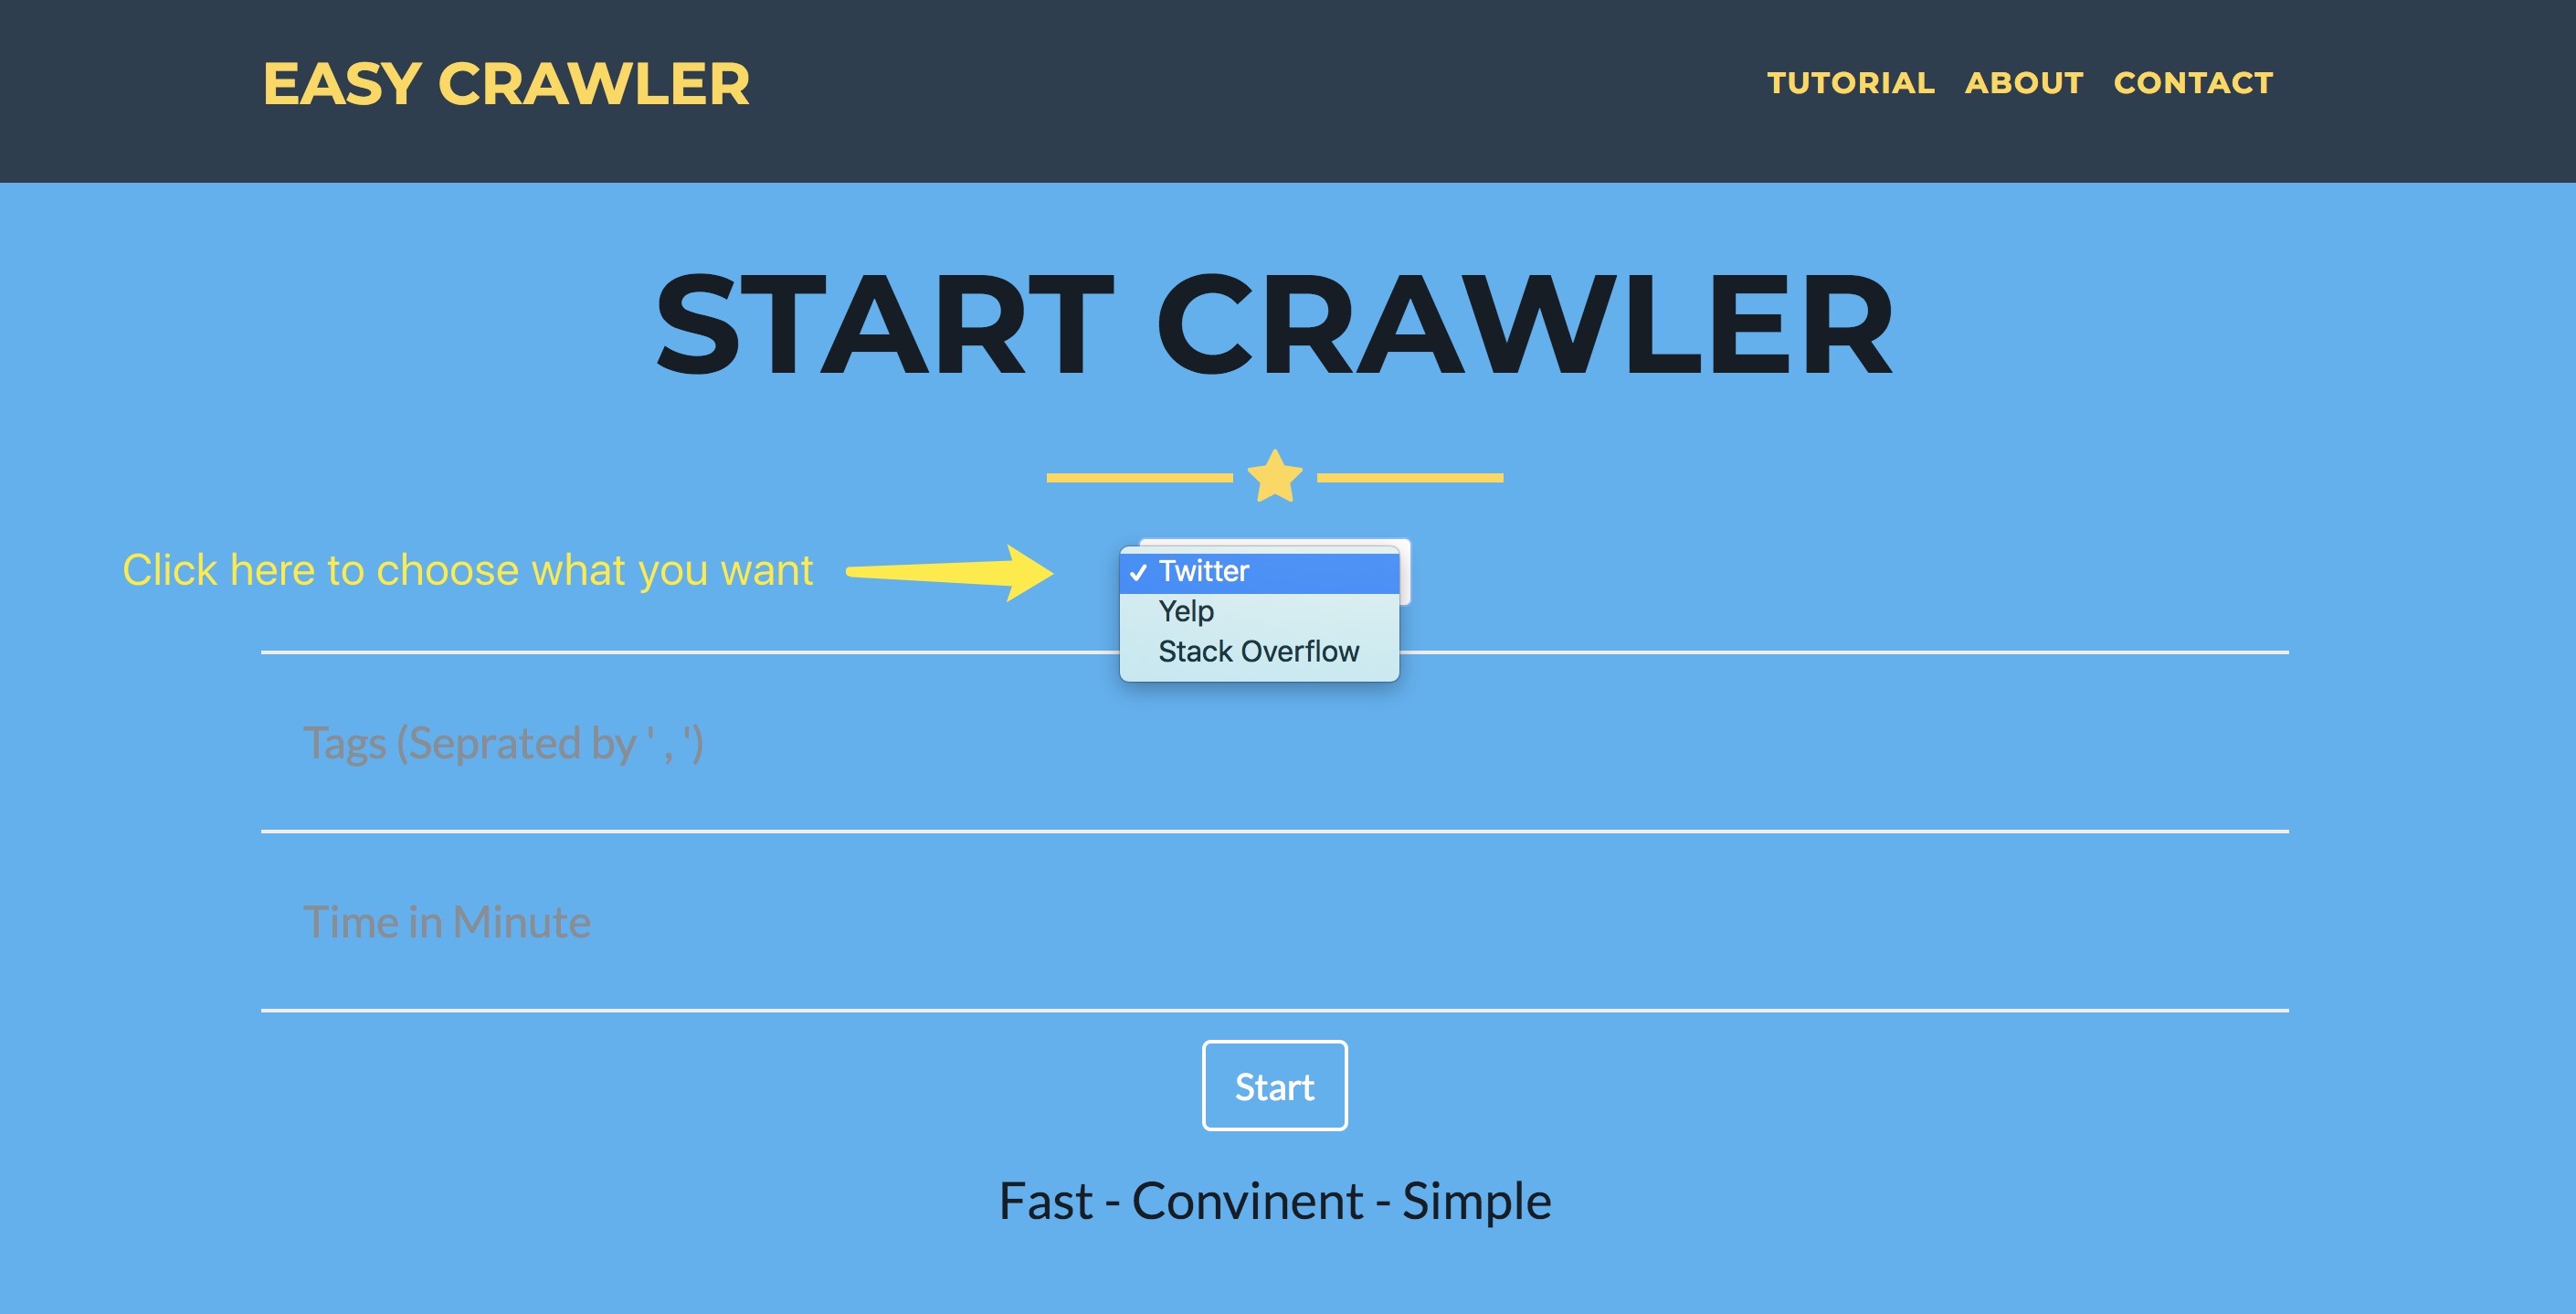 EASY CRAWLER
TUTORIAL ABOUT CONTACT
START CRAWLER
Click here to choose what you want
Twitter
Yelp
Stack Overflow
Tags (Seprated by ' , ')
Time in Minute
Start
Fast - Convinent - Simple